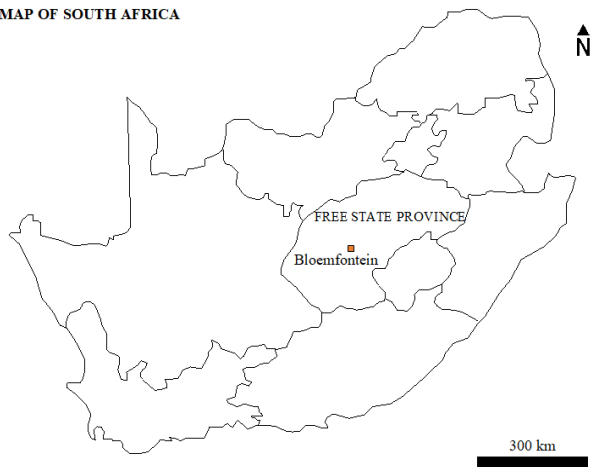 MAP OF SOUTH AFRICA
N
FREE STATE PROVINCE
Bloemfontein
300 km